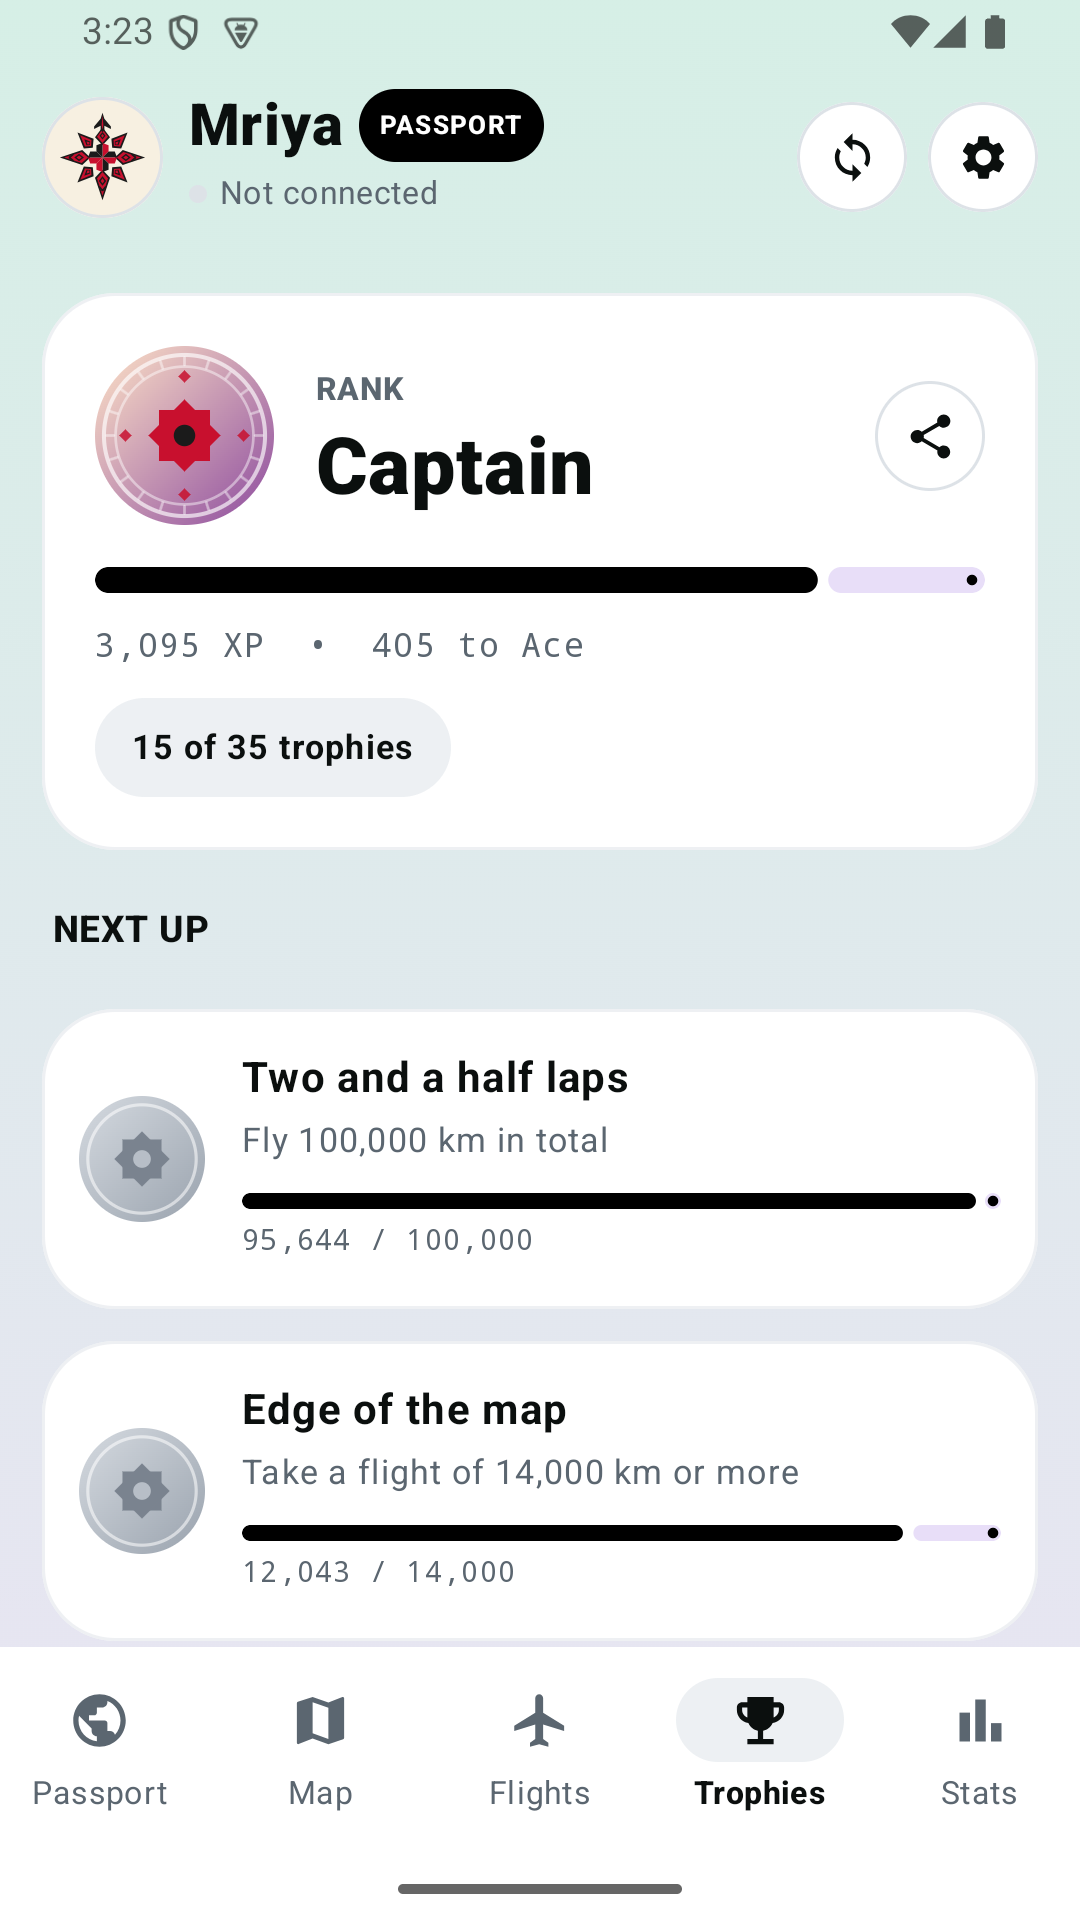 3:23
Mriya PASSPORT
Not connected
RANK
Captain
3,095 XP • 405 to Ace
15 of 35 trophies
NEXT UP
Two and a half laps
Fly 100,000 km in total
95,644 / 100,000
Edge of the map
Take a flight of 14,000 km or more
12,043 / 14,000
Passport Map Flights Trophies Stats